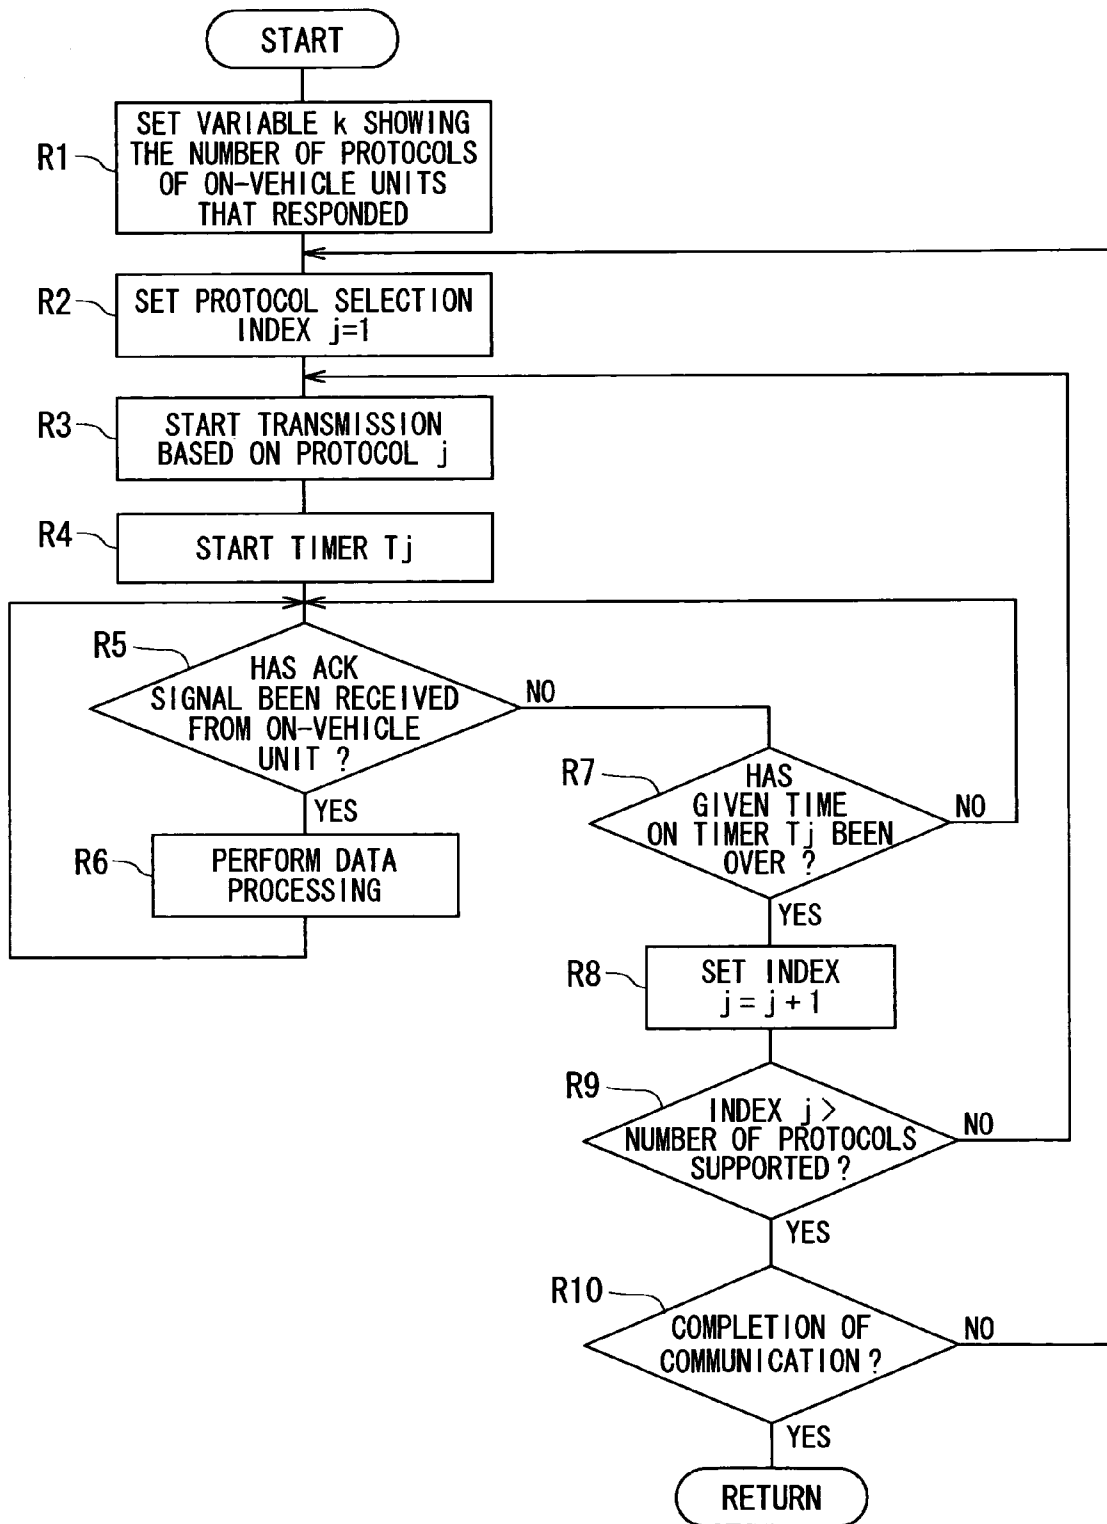 START
R1
SET VARIABLE k SHOWING
THE NUMBER OF PROTOCOLS
OF ON-VEHICLE UNITS
THAT RESPONDED
R2
SET PROTOCOL SELECTION
INDEX j=1
R3
START TRANSMISSION
BASED ON PROTOCOL j
R4
START TIMER Tj
R5
HAS ACK
SIGNAL BEEN RECEIVED
FROM ON-VEHICLE
UNIT ?
NO
YES
R6
PERFORM DATA
PROCESSING
R7
HAS
GIVEN TIME
ON TIMER Tj BEEN
OVER ?
NO
YES
R8
SET INDEX
j = j + 1
R9
INDEX j >
NUMBER OF PROTOCOLS
SUPPORTED ?
NO
YES
R10
COMPLETION OF
COMMUNICATION ?
NO
YES
RETURN